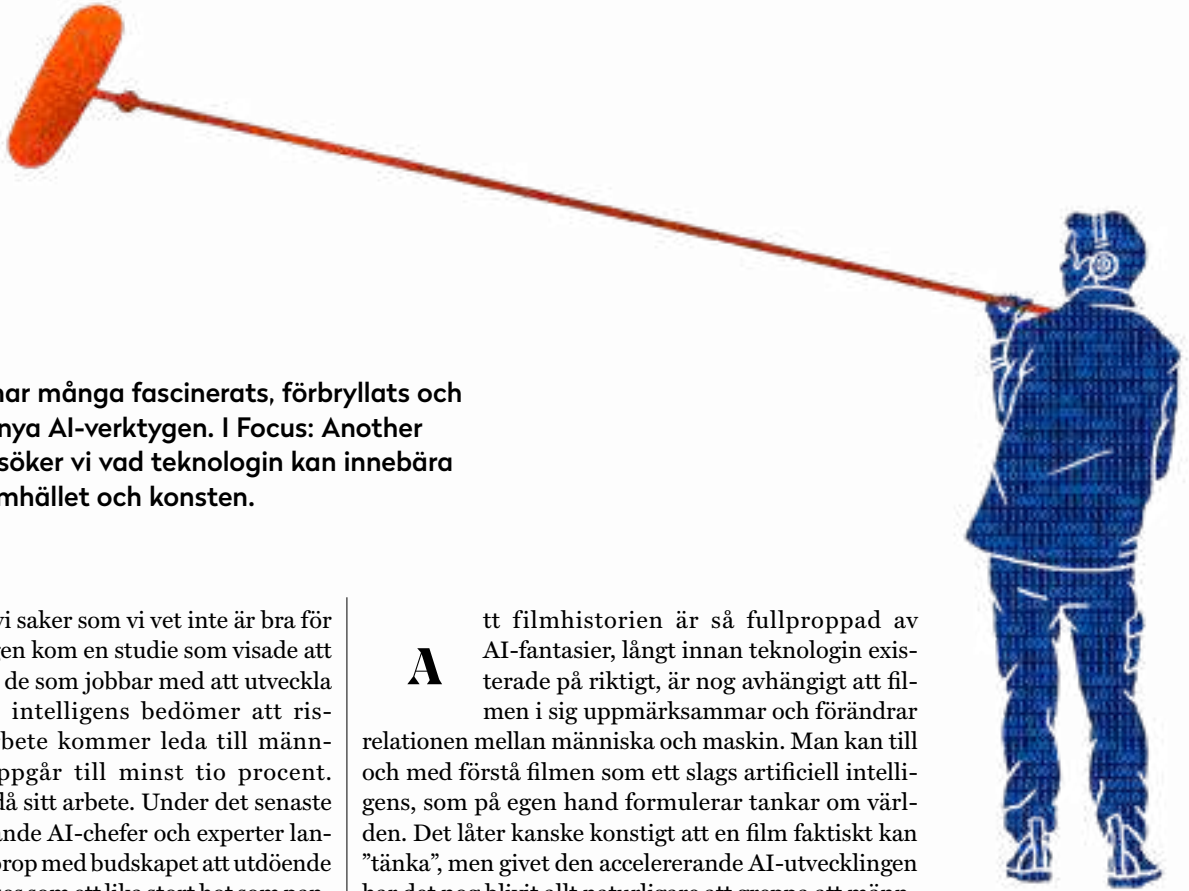 har många fascinerats, förbryllats och
nya AI-verktygen. I Focus: Another
söker vi vad teknologin kan innebära
mhället och konsten.
vi saker som vi vet inte är bra för
gen kom en studie som visade att
de som jobbar med att utveckla
intelligens bedömer att ris-
bete kommer leda till männ-
ppgår till minst tio procent.
då sitt arbete. Under det senaste
ande AI-chefer och experter lan-
prop med budskapet att utdöende
Att filmhistorien är så fullproppad av
AI-fantasier, långt innan teknologin exis-
terade på riktigt, är nog avhängigt att fil-
men i sig uppmärksammar och förändrar
relationen mellan människa och maskin. Man kan till
och med förstå filmen som ett slags artificiell intelli-
gens, som på egen hand formulerar tankar om värl-
den. Det låter kanske konstigt att en film faktiskt kan
”tänka”, men givet den accelererande AI-utvecklingen